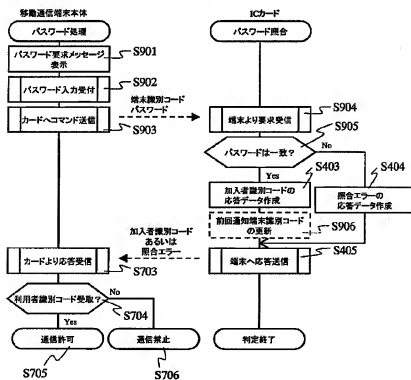 移動通信端末本体
ICカード
パスワード処理
パスワード照合
パスワード要求メッセージ
表示
S901
パスワード入力受付
S902
カードへコマンド送信
S903
端末識別コード
パスワード
端末より要求受信
S904
パスワードは一致?
S905
No
Yes
S403
S404
加入者識別コードの
応答データ作成
照合エラーの
応答データ作成
前回通知端末識別コード
の更新
S906
加入者識別コード
あるいは
照合エラー
S405
カードより応答受信
端末へ応答送信
S703
利用者識別コード受取?
No
S704
Yes
通信許可
通信禁止
判定終了
S705
S706